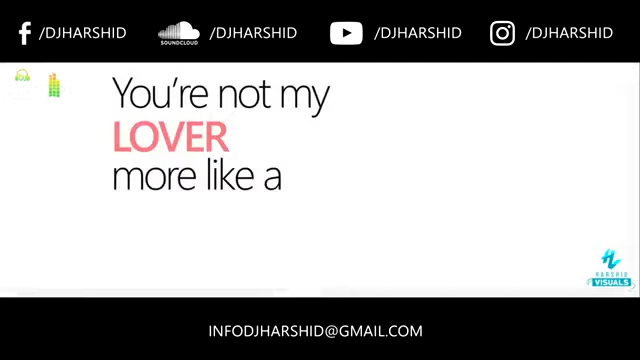 /DJHARSHID
SOUNDCLOUD
/DJHARSHID
/DJHARSHID
/DJHARSHID
You're not my
LOVER
more like a
HARSHID
VISUALS
INFODJHARSHID@GMAIL.COM